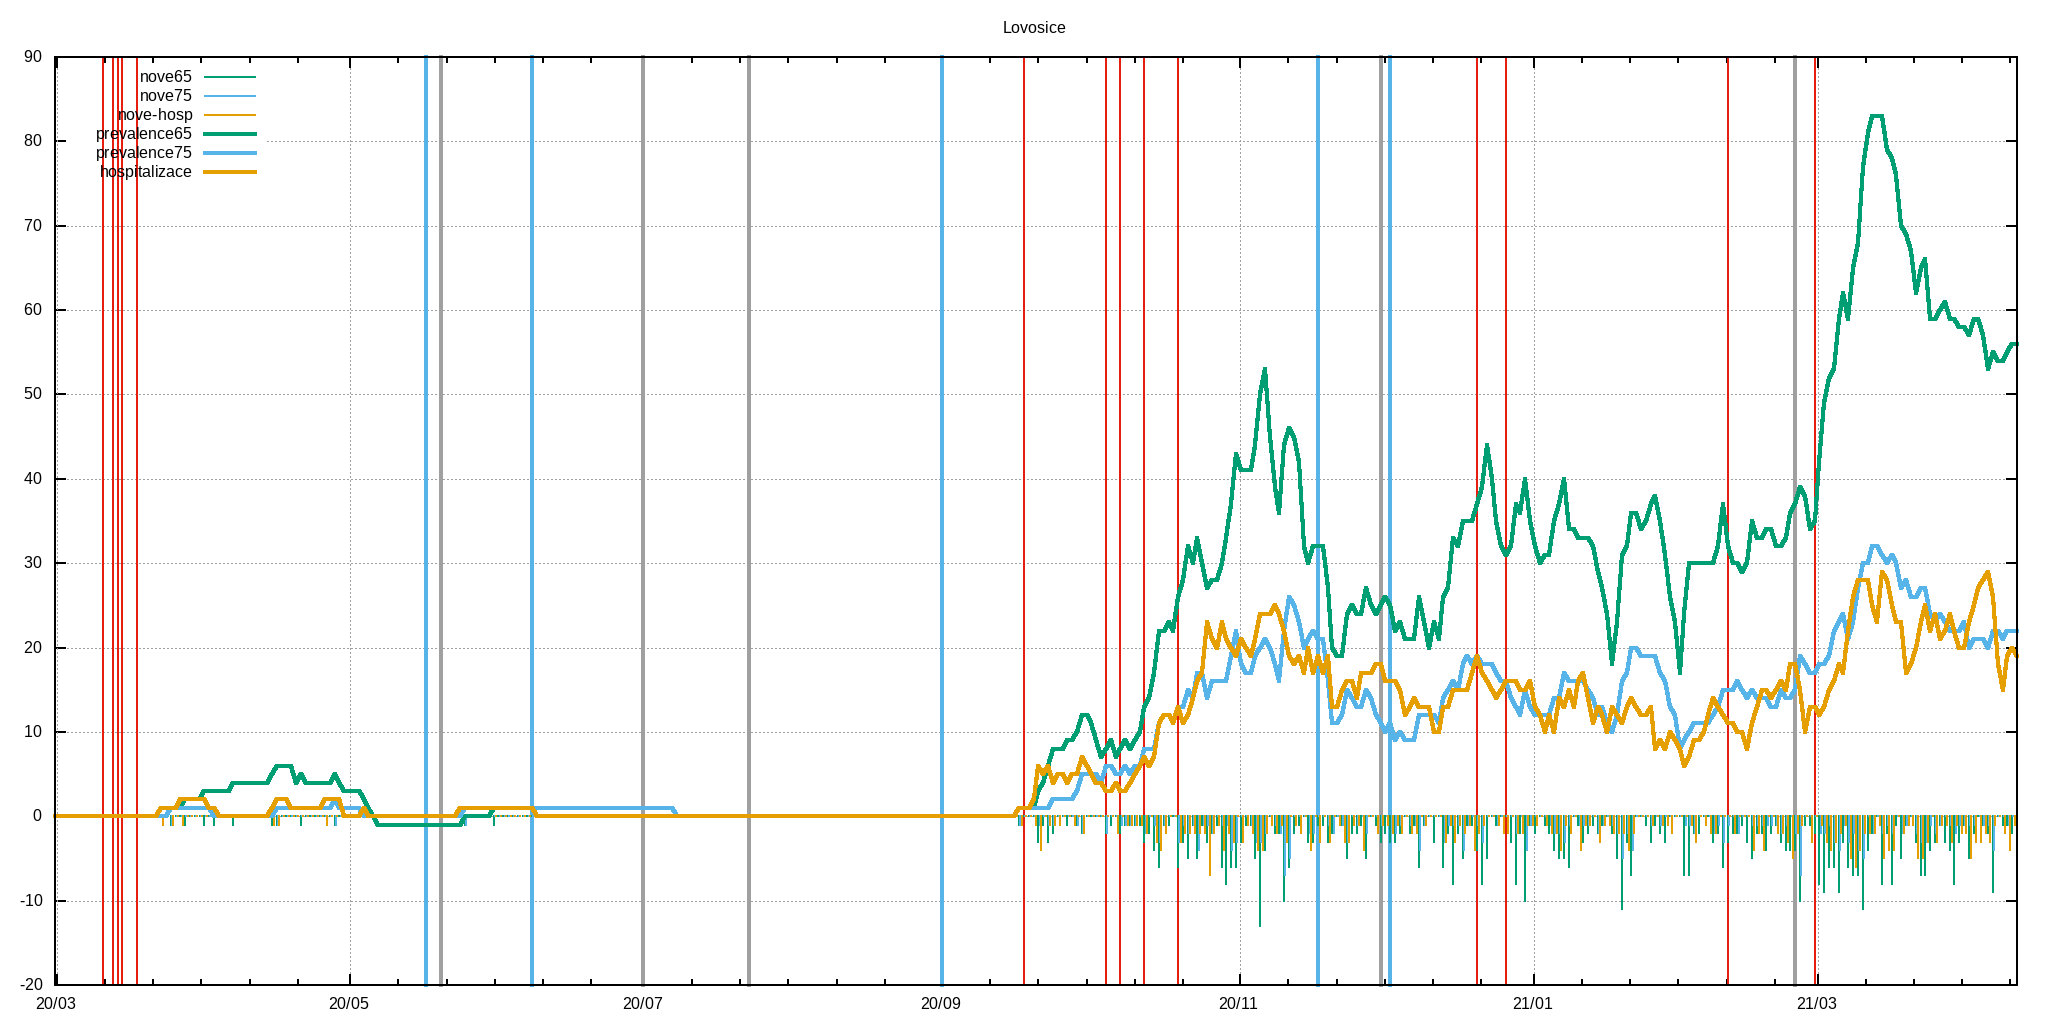 Lovosice
90
80
70
60
50
40
30
20
10
0
-10
-20
nove65
nove75
nove-hosp
prevalence65
prevalence75
hospitalizace
20/03 20/05 20/07 20/09 20/11 21/01 21/03